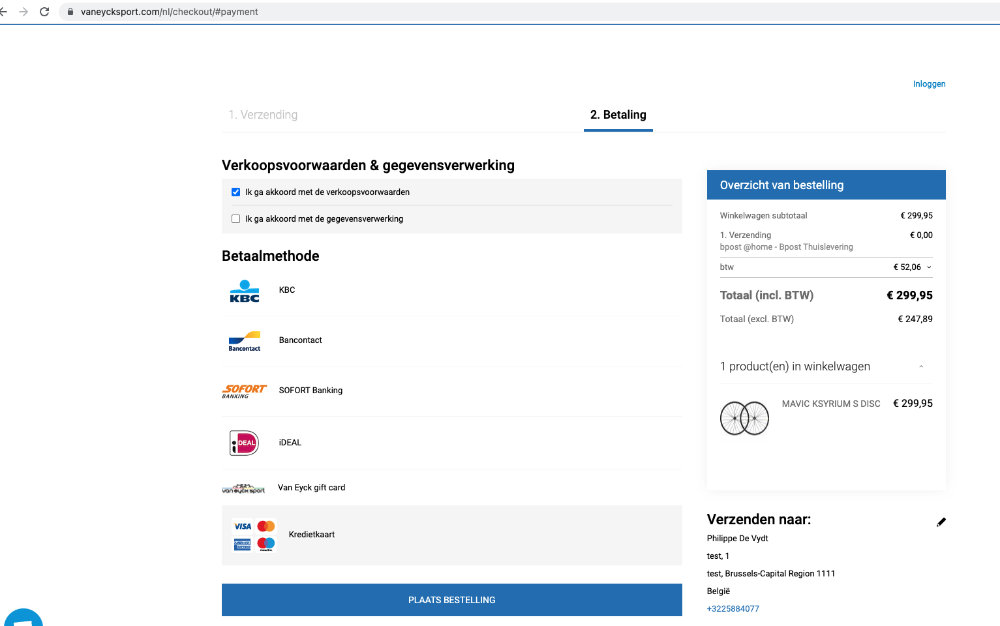 vaneycksport.com/nl/checkout/#payment
Inloggen
1. Verzending
2. Betaling
Verkoopsvoorwaarden & gegevensverwerking
Ik ga akkoord met de verkoopsvoorwaarden
Ik ga akkoord met de gegevensverwerking
Betaalmethode
KBC
KBC
Bancontact
Bancontact
SOFORT
BANKING
SOFORT Banking
iDEAL
iDEAL
van eyck sport
Van Eyck gift card
VISA
AMERICAN
EXPRESS
maestro
Kredietkaart
PLAATS BESTELLING
Overzicht van bestelling
Winkelwagen subtotaal € 299,95
1. Verzending € 0,00
bpost @home - Bpost Thuislevering
btw € 52,06
Totaal (incl. BTW) € 299,95
Totaal (excl. BTW) € 247,89
1 product(en) in winkelwagen
MAVIC KSYRIUM S DISC € 299,95
Verzenden naar:
Philippe De Vydt
test, 1
test, Brussels-Capital Region 1111
België
+3225884077